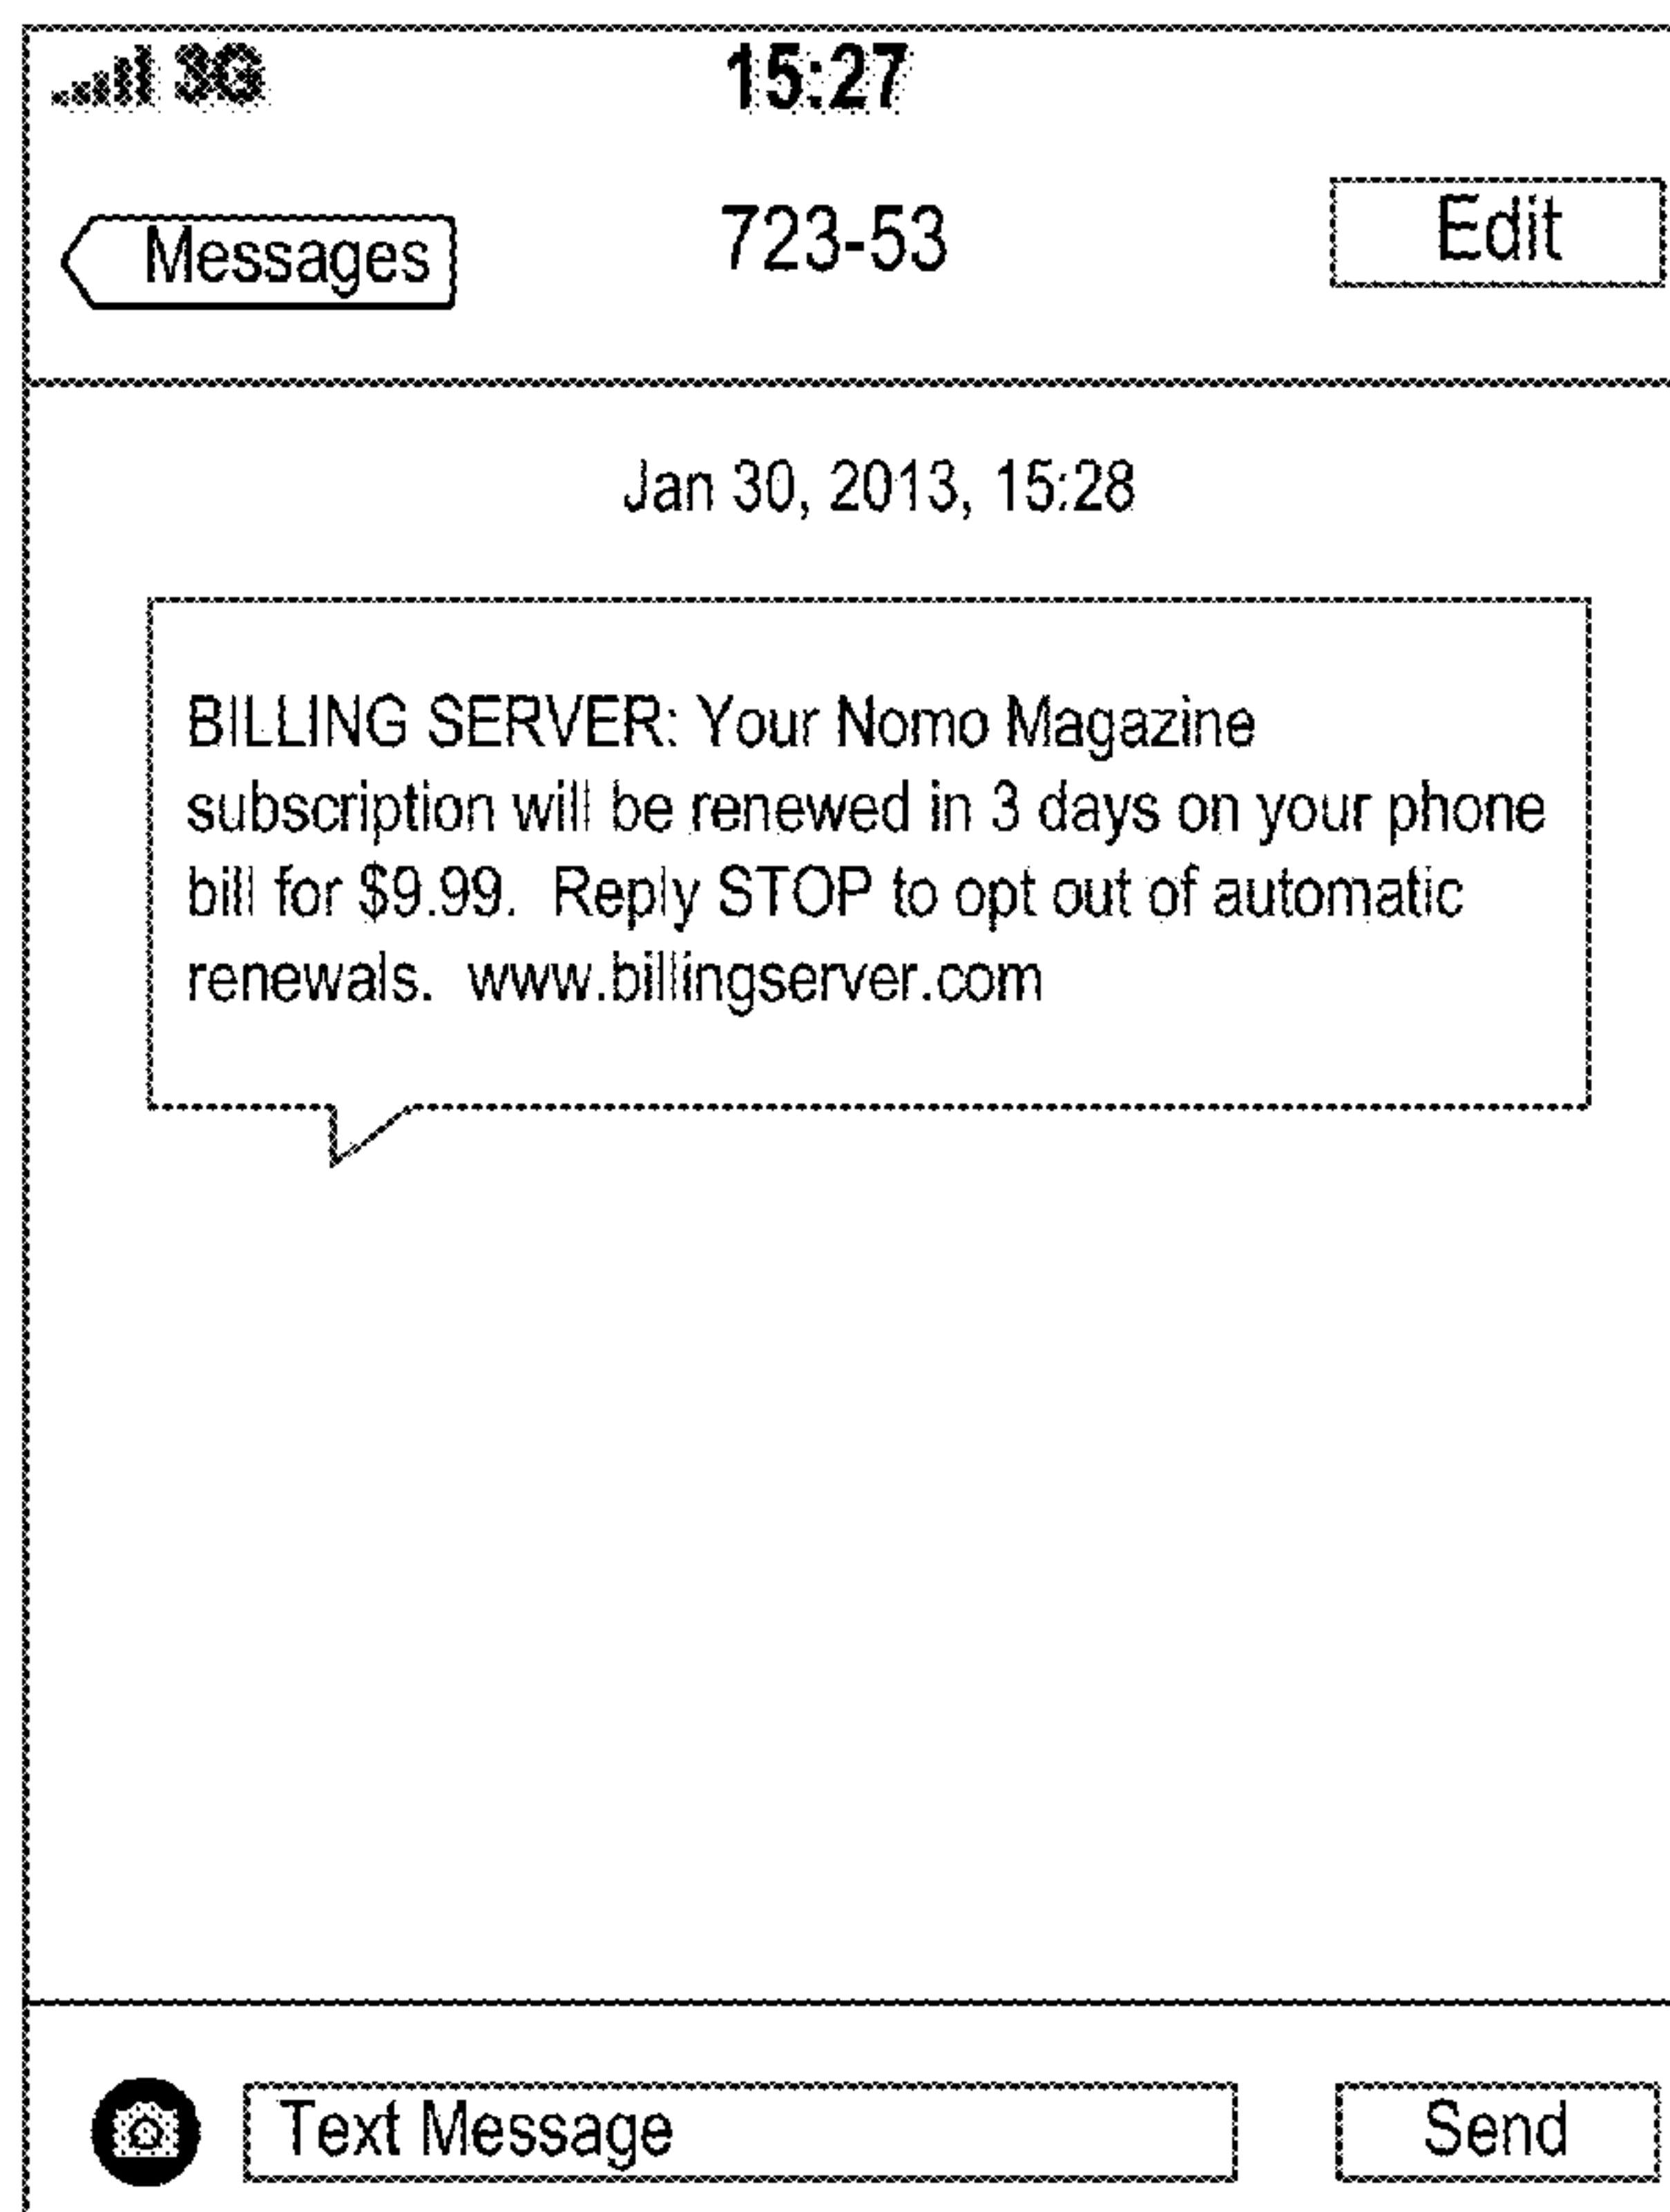 3G 15:27
Messages 723-53 Edit
Jan 30, 2013, 15:28
BILLING SERVER: Your Nomo Magazine
subscription will be renewed in 3 days on your phone
bill for $9.99.  Reply STOP to opt out of automatic
renewals.  www.billingserver.com
Text Message Send